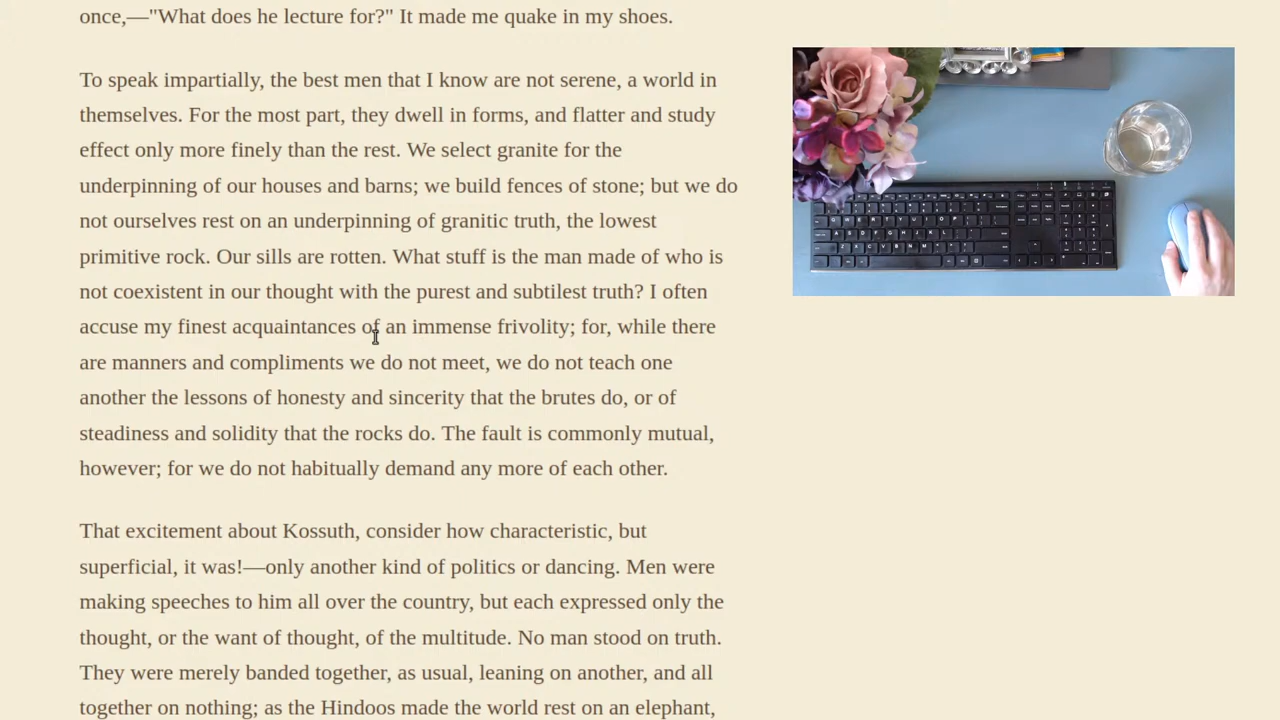 once,—"What does he lecture for?" It made me quake in my shoes.
To speak impartially, the best men that I know are not serene, a world in
themselves. For the most part, they dwell in forms, and flatter and study
effect only more finely than the rest. We select granite for the
underpinning of our houses and barns; we build fences of stone; but we do
not ourselves rest on an underpinning of granitic truth, the lowest
primitive rock. Our sills are rotten. What stuff is the man made of who is
not coexistent in our thought with the purest and subtilest truth? I often
accuse my finest acquaintances of an immense frivolity; for, while there
are manners and compliments we do not meet, we do not teach one
another the lessons of honesty and sincerity that the brutes do, or of
steadiness and solidity that the rocks do. The fault is commonly mutual,
however; for we do not habitually demand any more of each other.
That excitement about Kossuth, consider how characteristic, but
superficial, it was!—only another kind of politics or dancing. Men were
making speeches to him all over the country, but each expressed only the
thought, or the want of thought, of the multitude. No man stood on truth.
They were merely banded together, as usual, leaning on another, and all
together on nothing; as the Hindoos made the world rest on an elephant,